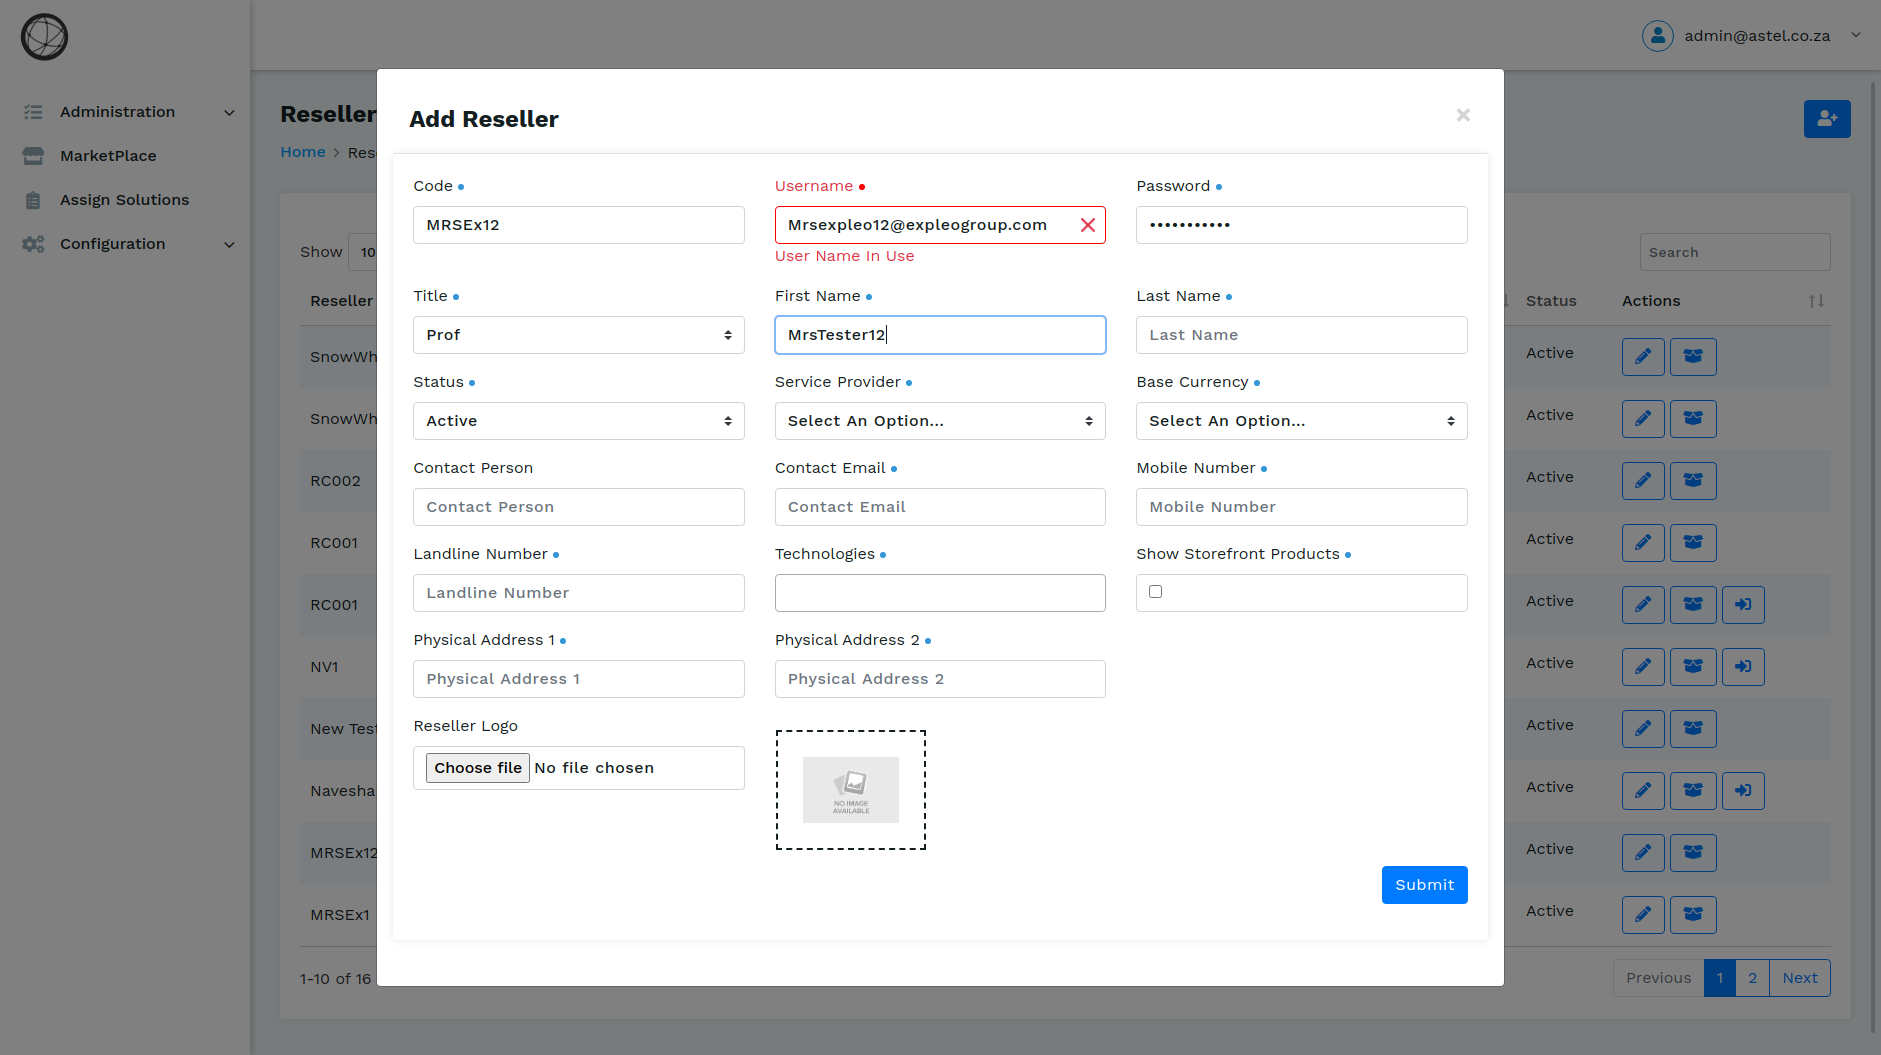 admin@astel.co.za
Administration
MarketPlace
Assign Solutions
Configuration
Reseller
Home > Res
Add Reseller
×
Code
MRSEx12
Username
Mrsexpleo12@expleogroup.com
User Name In Use
Password
•••••••••••
Title
Prof
First Name
MrsTester12
Last Name
Last Name
Status
Active
Service Provider
Select An Option...
Base Currency
Select An Option...
Contact Person
Contact Person
Contact Email
Contact Email
Mobile Number
Mobile Number
Landline Number
Landline Number
Technologies
Show Storefront Products
Physical Address 1
Physical Address 1
Physical Address 2
Physical Address 2
Reseller Logo
Choose file No file chosen
NO IMAGE
AVAILABLE
Submit
Show 10
Search
Reseller Status Actions
SnowWh Active
SnowWh Active
RC002 Active
RC001 Active
RC001 Active
NV1 Active
New Test Active
Navesha Active
MRSEx12 Active
MRSEx1 Active
1-10 of 16
Previous 1 2 Next